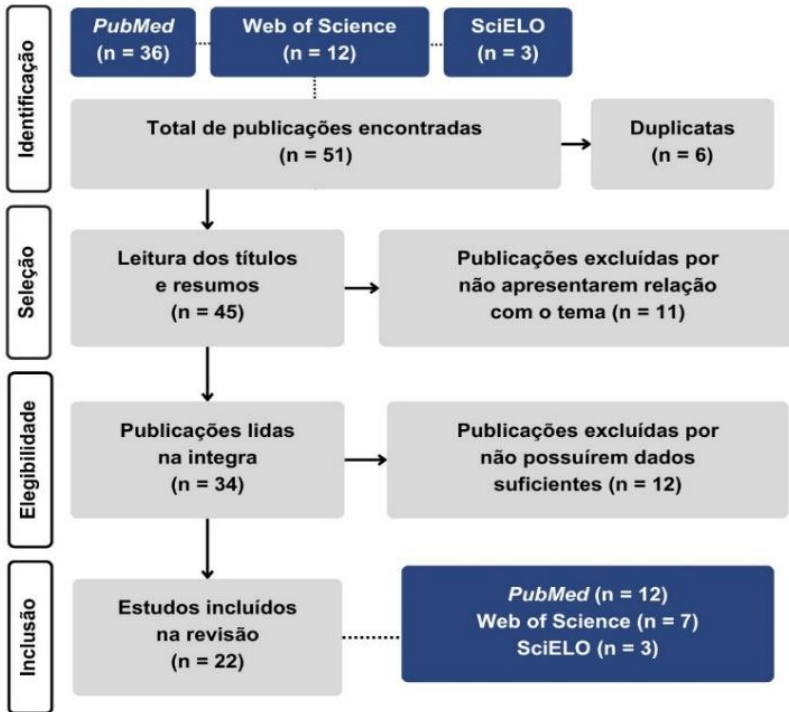 Identificação
PubMed
(n = 36)
Web of Science
(n = 12)
SciELO
(n = 3)
Total de publicações encontradas
(n = 51)
Duplicatas
(n = 6)
Seleção
Leitura dos títulos
e resumos
(n = 45)
Publicações excluídas por
não apresentarem relação
com o tema (n = 11)
Elegibilidade
Publicações lidas
na integra
(n = 34)
Publicações excluídas por
não possuírem dados
suficientes (n = 12)
Inclusão
Estudos incluídos
na revisão
(n = 22)
PubMed (n = 12)
Web of Science (n = 7)
SciELO (n = 3)